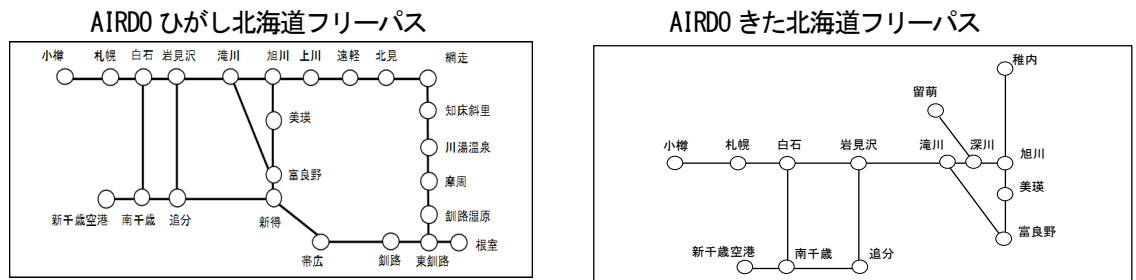 AIRDO ひがし北海道フリーパス
小樽 札幌 白石 岩見沢 滝川 旭川 上川 遠軽 北見 網走
知床斜里
美瑛
川湯温泉
富良野
摩周
新千歳空港 南千歳 追分 新得
釧路湿原
帯広 釧路 東釧路 根室
AIRDO きた北海道フリーパス
稚内
留萌
小樽 札幌 白石 岩見沢 滝川 深川 旭川
美瑛
富良野
新千歳空港 南千歳 追分